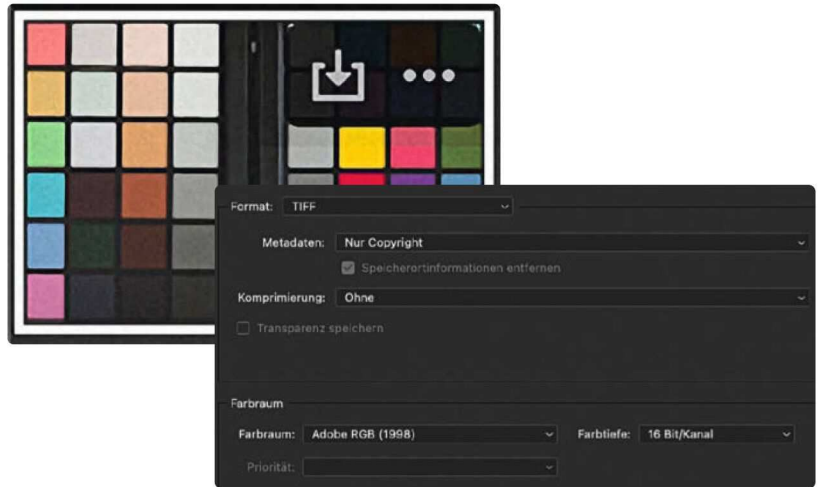 Format: TIFF
Metadaten: Nur Copyright
Speicherortinformationen entfernen
Komprimierung: Ohne
Transparenz speichern
Farbraum
Farbraum: Adobe RGB (1998) Farbtiefe: 16 Bit/Kanal
Priorität: